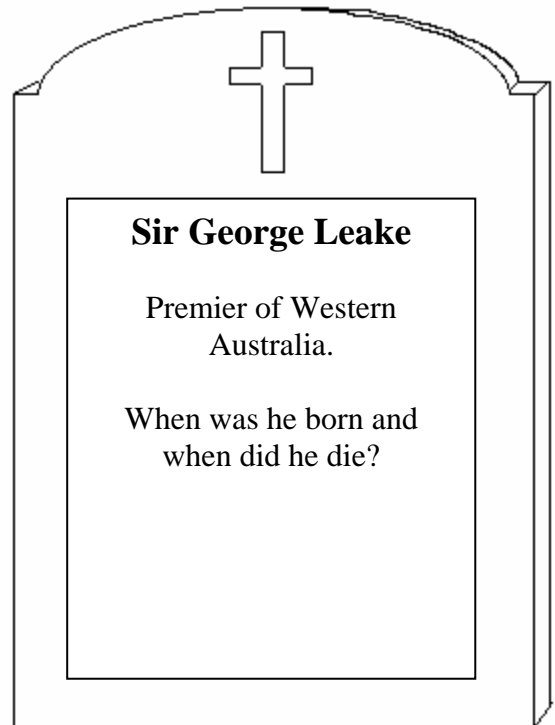 Sir George Leake
Premier of Western
Australia.
When was he born and
when did he die?